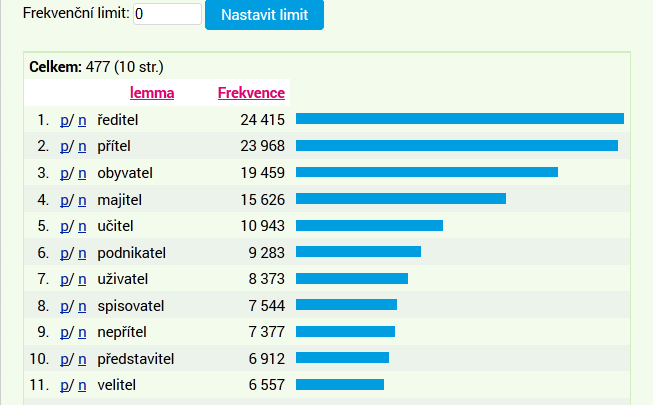 Frekvenční limit: 0 Nastavit limit
Celkem: 477 (10 str.)
lemma Frekvence
1. p/ n ředitel 24 415
2. p/ n přítel 23 968
3. p/ n obyvatel 19 459
4. p/ n majitel 15 626
5. p/ n učitel 10 943
6. p/ n podnikatel 9 283
7. p/ n uživatel 8 373
8. p/ n spisovatel 7 544
9. p/ n nepřítel 7 377
10. p/ n představitel 6 912
11. p/ n velitel 6 557